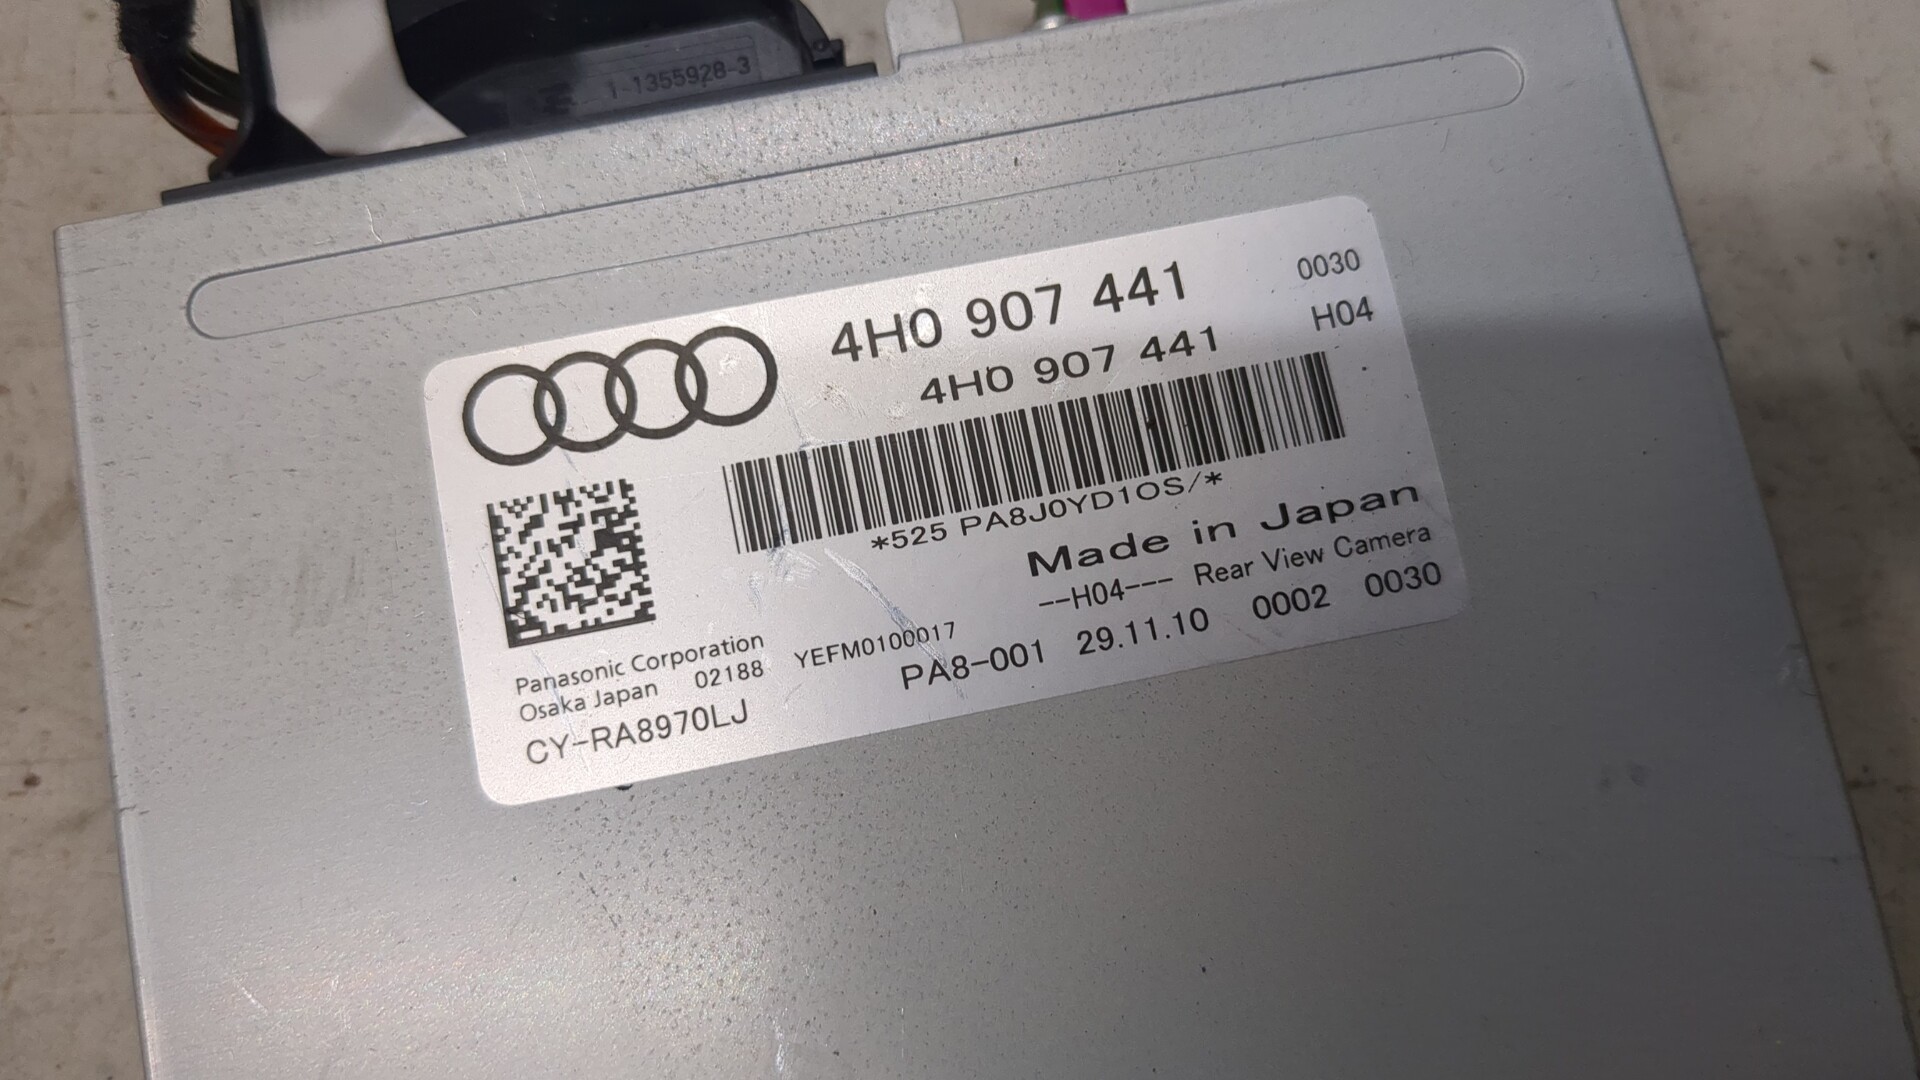 1-1355928-3
4H0 907 441 0030
4H0 907 441 H04
*525 PA8J0YD1OS/*
Made in Japan
--H04--- Rear View Camera
Panasonic Corporation
Osaka Japan 02188 YEFM0100017
PA8-001 29.11.10 0002 0030
CY-RA8970LJ